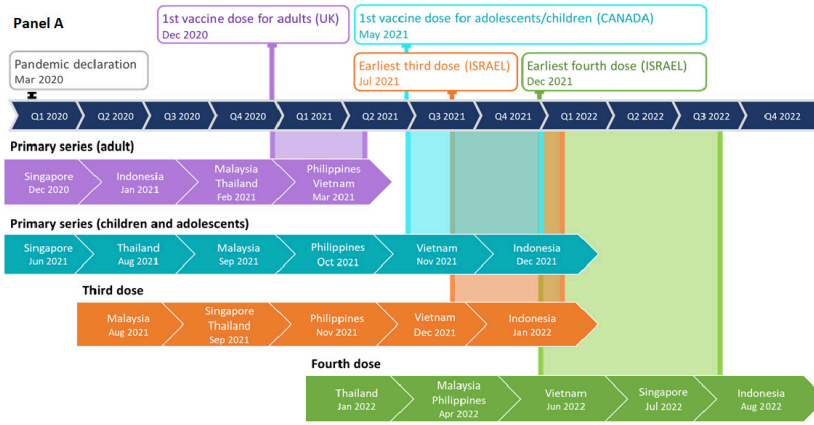 Panel A
1st vaccine dose for adults (UK)
Dec 2020
1st vaccine dose for adolescents/children (CANADA)
May 2021
Pandemic declaration
Mar 2020
Earliest third dose (ISRAEL)
Jul 2021
Earliest fourth dose (ISRAEL)
Dec 2021
Q1 2020
Q2 2020
Q3 2020
Q4 2020
Q1 2021
Q2 2021
Q3 2021
Q4 2021
Q1 2022
Q2 2022
Q3 2022
Q4 2022
Primary series (adult)
Singapore
Dec 2020
Indonesia
Jan 2021
Malaysia
Thailand
Feb 2021
Philippines
Vietnam
Mar 2021
Primary series (children and adolescents)
Singapore
Jun 2021
Thailand
Aug 2021
Malaysia
Sep 2021
Philippines
Oct 2021
Vietnam
Nov 2021
Indonesia
Dec 2021
Third dose
Malaysia
Aug 2021
Singapore
Thailand
Sep 2021
Philippines
Nov 2021
Vietnam
Dec 2021
Indonesia
Jan 2022
Fourth dose
Thailand
Jan 2022
Malaysia
Philippines
Apr 2022
Vietnam
Jun 2022
Singapore
Jul 2022
Indonesia
Aug 2022